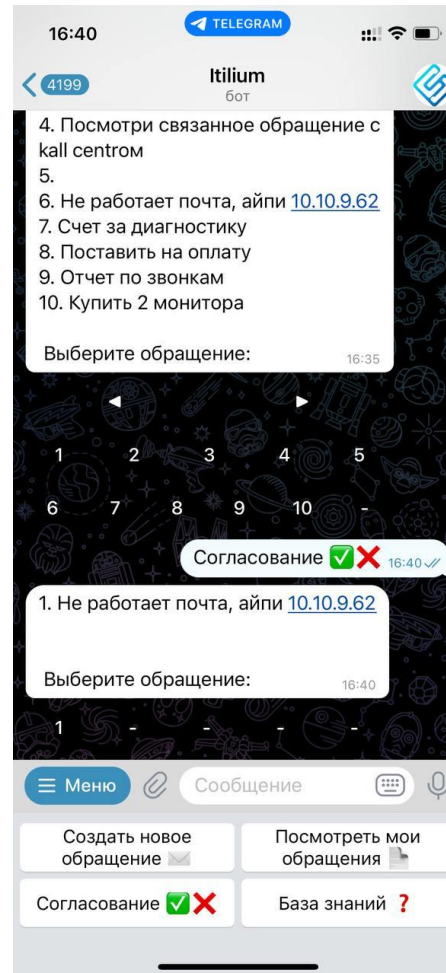 16:40
TELEGRAM
4199
Itilium
бот
4. Посмотри связанное обращение с
kall centrом
5.
6. Не работает почта, айпи 10.10.9.62
7. Счет за диагностику
8. Поставить на оплату
9. Отчет по звонкам
10. Купить 2 монитора
Выберите обращение:
16:35
◀ ▶
1 2 3 4 5
6 7 8 9 10 -
Согласование ✅❌ 16:40
1. Не работает почта, айпи 10.10.9.62
Выберите обращение:
16:40
1 - - - -
Меню
Сообщение
Создать новое
обращение ✉️
Посмотреть мои
обращения
Согласование ✅❌
База знаний ❓